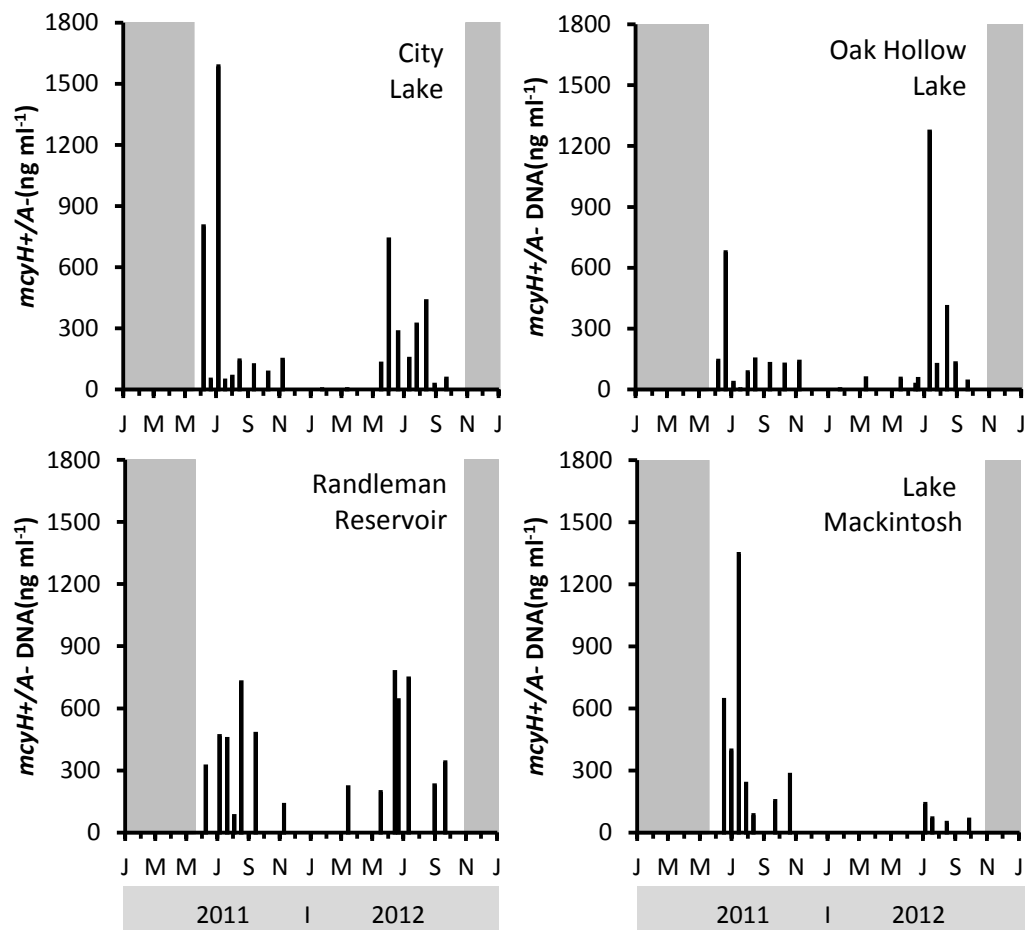 City
Lake
mcyH+/A-(ng ml-1)
1800
1500
1200
900
600
300
0
J M M J S N J M M J S N J
Oak Hollow
Lake
mcyH+/A- DNA(ng ml-1)
1800
1500
1200
900
600
300
0
J M M J S N J M M J S N J
Randleman
Reservoir
mcyH+/A- DNA(ng ml-1)
1800
1500
1200
900
600
300
0
J M M J S N J M M J S N J
2011 I 2012
Lake
Mackintosh
mcyH+/A- DNA(ng ml-1)
1800
1500
1200
900
600
300
0
J M M J S N J M M J S N J
2011 I 2012